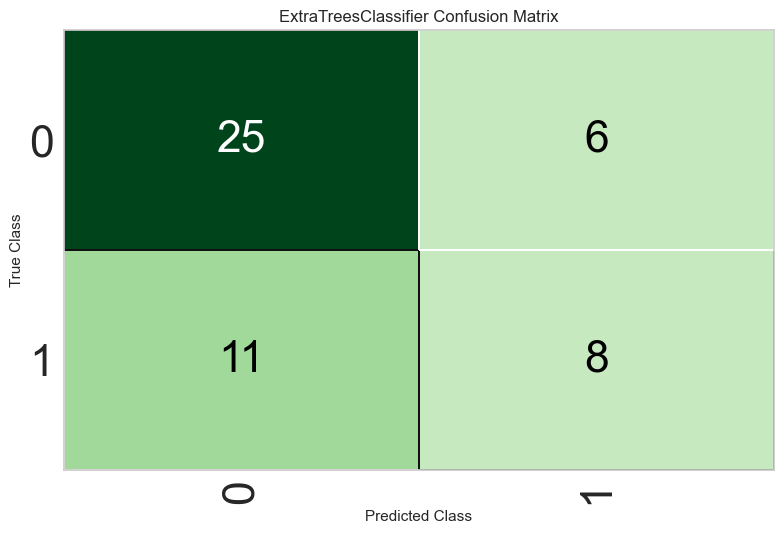 ExtraTreesClassifier Confusion Matrix
True Class
0
25
6
1
11
8
0
1
Predicted Class